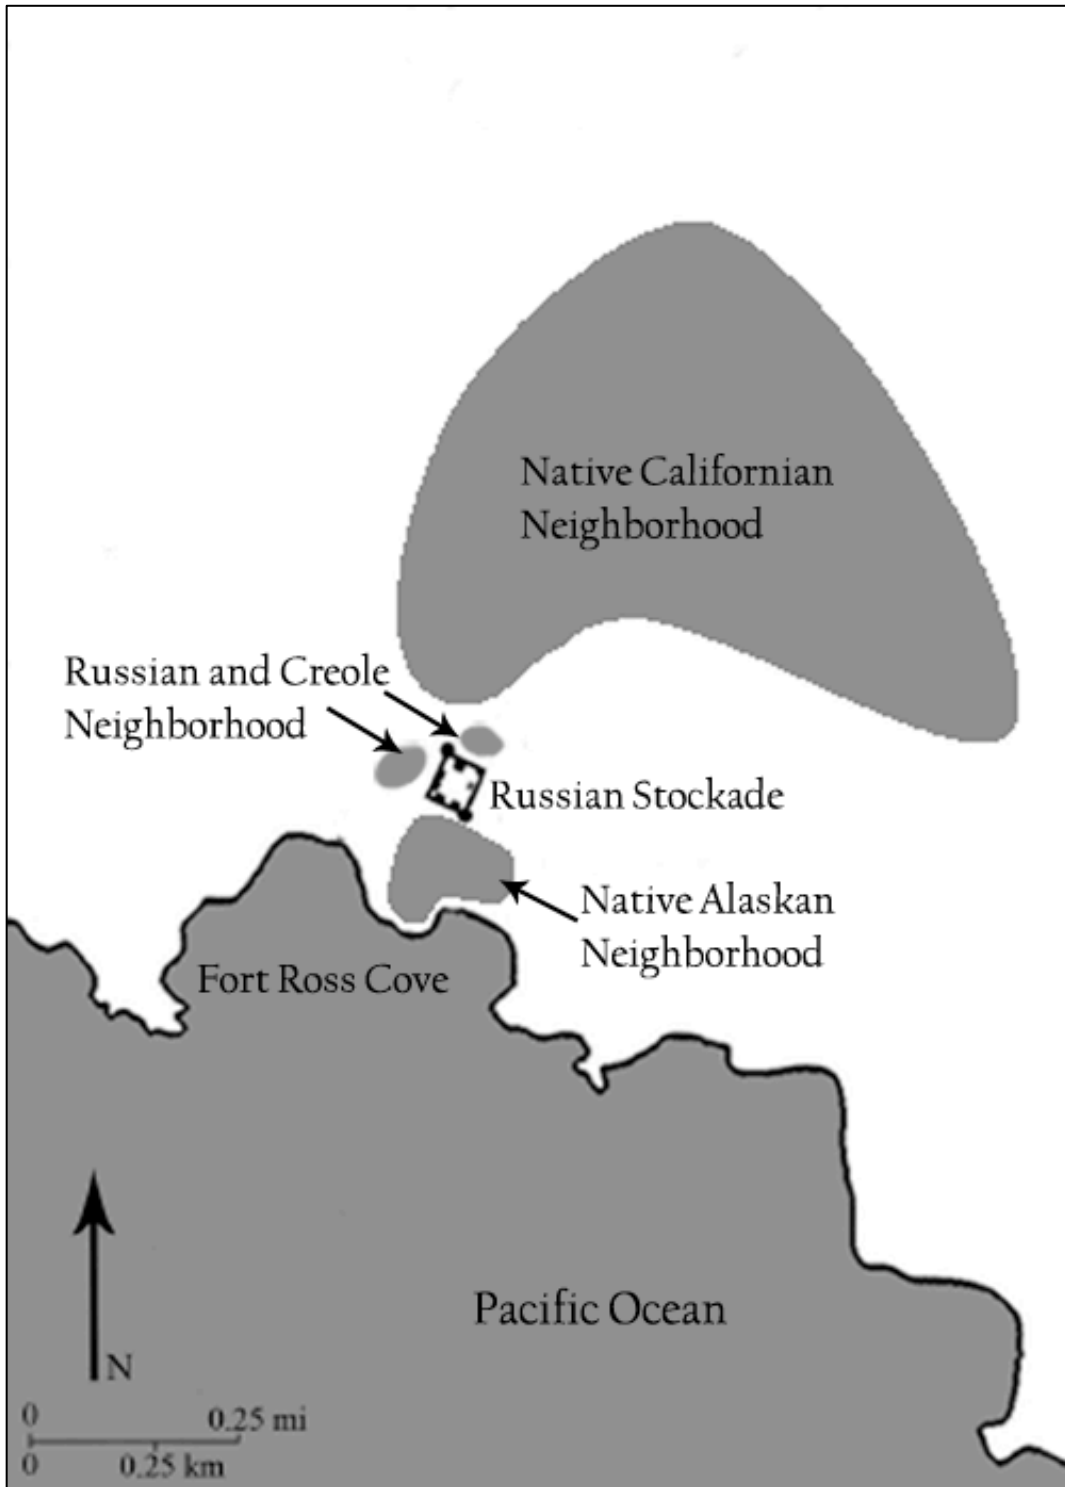 Native Californian
Neighborhood
Russian and Creole
Neighborhood
Russian Stockade
Native Alaskan
Neighborhood
Fort Ross Cove
Pacific Ocean
N
0 0.25 mi
0 0.25 km